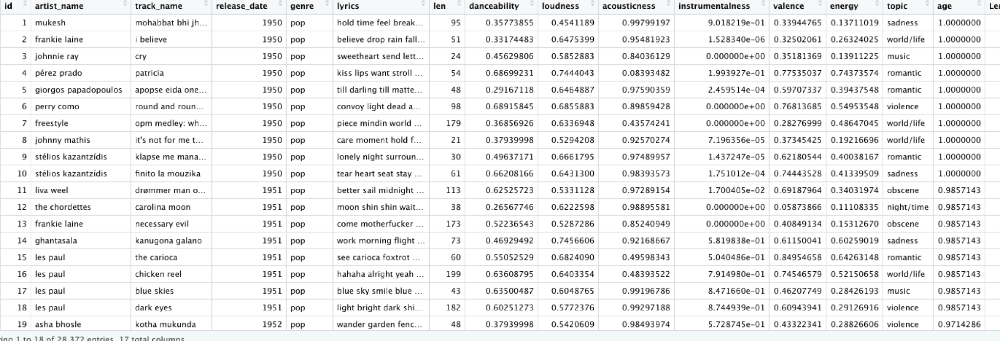 id artist_name track_name release_date genre lyrics len danceability loudness acousticness instrumentalness valence energy topic age Le
1 mukesh mohabbat bhi jh... 1950 pop hold time feel break... 95 0.35773855 0.4541189 0.99799197 9.018219e-01 0.33944765 0.13711019 sadness 1.0000000
2 frankie laine i believe 1950 pop believe drop rain fall... 51 0.33174483 0.6475399 0.95481923 1.528340e-06 0.32502061 0.26324025 world/life 1.0000000
3 johnnie ray cry 1950 pop sweetheart send lett... 24 0.45629806 0.5852883 0.84036129 0.000000e+00 0.35181369 0.13911225 music 1.0000000
4 pérez prado patricia 1950 pop kiss lips want stroll ... 54 0.68699231 0.7444043 0.08393482 1.993927e-01 0.77535037 0.74373574 romantic 1.0000000
5 giorgos papadopoulos apopse eida one... 1950 pop till darling till matte... 48 0.29167118 0.6464887 0.97590359 2.459514e-04 0.59707337 0.39437548 romantic 1.0000000
6 perry como round and roun... 1950 pop convoy light dead a... 98 0.68915845 0.6855883 0.89859428 0.000000e+00 0.76813685 0.54953548 violence 1.0000000
7 freestyle opm medley: wh... 1950 pop piece mindin world ... 179 0.36856926 0.6336948 0.43574241 0.000000e+00 0.28276999 0.48647045 world/life 1.0000000
8 johnny mathis it's not for me t... 1950 pop care moment hold f... 21 0.37939998 0.5294208 0.92570274 7.196356e-05 0.37345425 0.19216696 world/life 1.0000000
9 stélios kazantzídis klapse me mana... 1950 pop lonely night surroun... 30 0.49637171 0.6661795 0.97489957 1.437247e-05 0.62180544 0.40038167 romantic 1.0000000
10 stélios kazantzídis finito la mouzika 1950 pop tear heart seat stay ... 61 0.66208166 0.6431300 0.98393573 1.751012e-04 0.74443528 0.41339509 sadness 1.0000000
11 liva weel drømmer man o... 1951 pop better sail midnight ... 113 0.62525723 0.5331128 0.97289154 1.700405e-02 0.69187964 0.34031974 obscene 0.9857143
12 the chordettes carolina moon 1951 pop moon shin shin wait... 38 0.26567746 0.6222598 0.98895581 0.000000e+00 0.05873866 0.11108335 night/time 0.9857143
13 frankie laine necessary evil 1951 pop come motherfucker ... 173 0.52236543 0.5287286 0.85240949 0.000000e+00 0.40849134 0.15312670 obscene 0.9857143
14 ghantasala kanugona galano 1951 pop work morning flight ... 73 0.46929492 0.7456606 0.92168667 5.819838e-01 0.61150041 0.60259019 sadness 0.9857143
15 les paul the carioca 1951 pop see carioca foxtrot ... 60 0.55052529 0.6824090 0.49598343 5.040486e-01 0.84954658 0.64263148 romantic 0.9857143
16 les paul chicken reel 1951 pop hahaha alright yeah ... 199 0.63608795 0.6403354 0.48393522 7.914980e-01 0.74546579 0.52150658 world/life 0.9857143
17 les paul blue skies 1951 pop blue sky smile blue ... 43 0.63500487 0.6048765 0.99196786 8.471660e-01 0.46207749 0.28426193 music 0.9857143
18 les paul dark eyes 1951 pop light bright dark shi... 182 0.60251273 0.5772376 0.99297188 8.744939e-01 0.60943941 0.29126916 violence 0.9857143
19 asha bhosle kotha mukunda 1952 pop wander garden fenc... 48 0.37939998 0.5420609 0.98493974 5.728745e-01 0.43322341 0.28826606 violence 0.9714286
ing 1 to 18 of 28,372 entries, 17 total columns